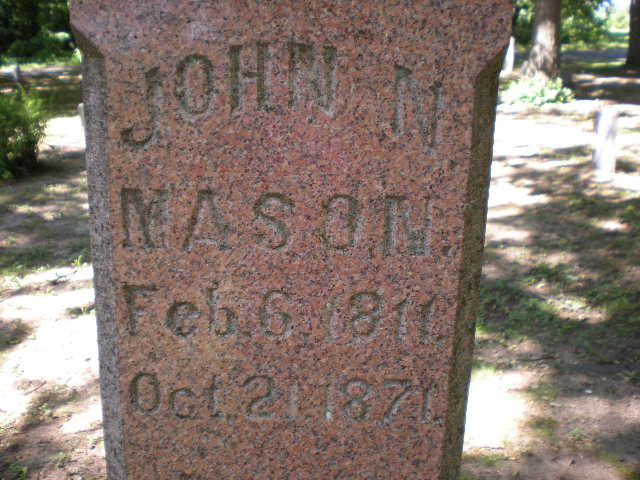 JOHN N
MASON.
Feb. 6, 1811.
Oct. 21 1871.